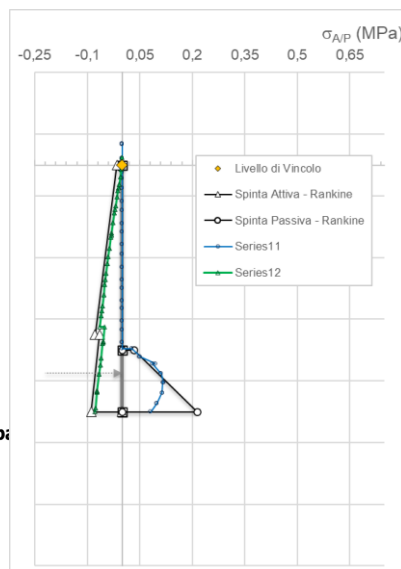 σA/P (MPa)
-0,25 -0,1 0,05 0,2 0,35 0,5 0,65
Livello di Vincolo
Spinta Attiva - Rankine
Spinta Passiva - Rankine
Series11
Series12